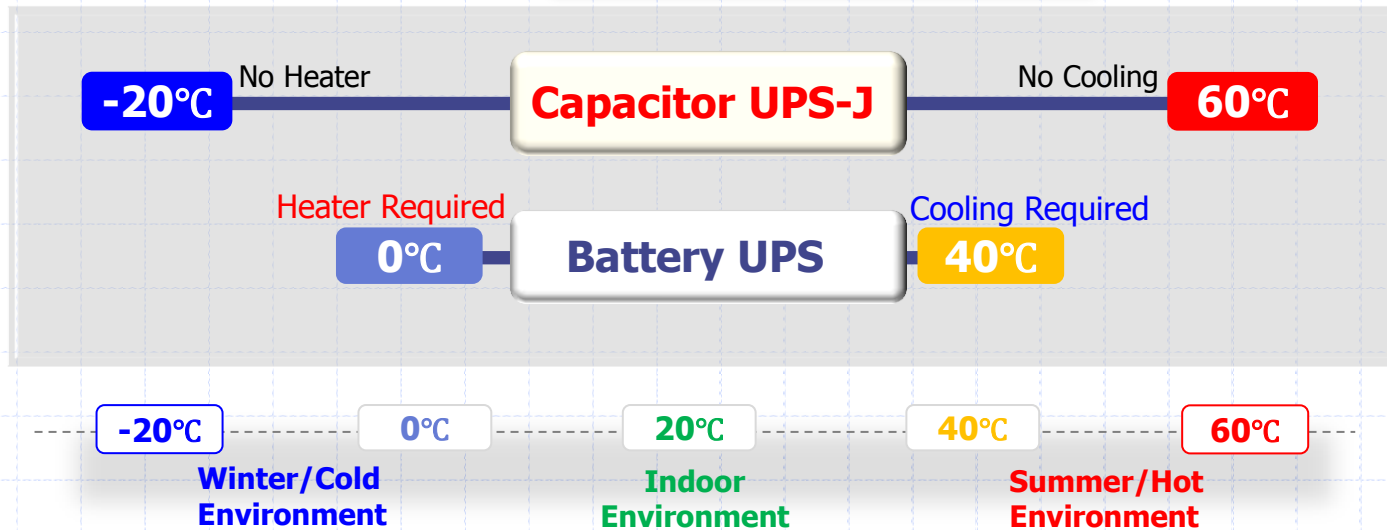 No Heater
No Cooling
-20℃
Capacitor UPS-J
60℃
Heater Required
Cooling Required
0℃
Battery UPS
40℃
-20℃
0℃
20℃
40℃
60℃
Winter/Cold
Environment
Indoor
Environment
Summer/Hot
Environment